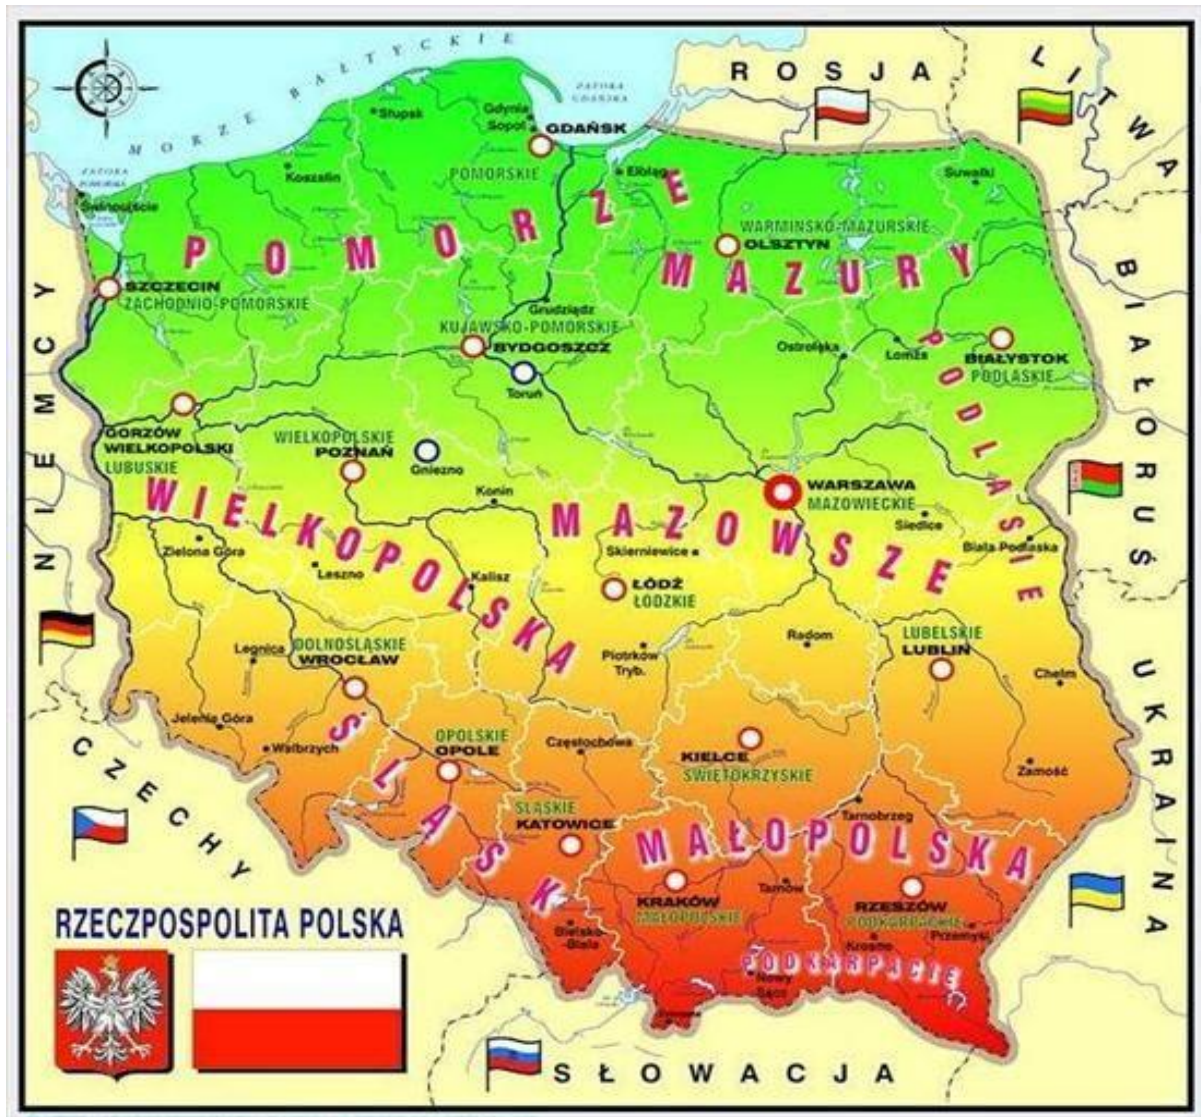 MORZE BAŁTYCKIE
ZATOKA
GDAŃSKA
ROSJA
LITWA
Słupsk
Gdynia
Sopot
GDAŃSK
Koszalin
POMORSKIE
Elbląg
Suwałki
ZATOKA
POMORSKA
Świnoujście
POMORZE
WARMIŃSKO-MAZURSKIE
OLSZTYN
MAZURY
SZCZECIN
ZACHODNIO-POMORSKIE
Grudziądz
KUJAWSKO-POMORSKIE
BYDGOSZCZ
Toruń
Ostrołęka
Łomża
BIAŁYSTOK
PODLASKIE
PODLASIE
BIAŁORUŚ
NIEMCY
GORZÓW
WIELKOPOLSKI
LUBUSKIE
WIELKOPOLSKIE
POZNAŃ
Gniezno
Konin
WARSZAWA
MAZOWIECKIE
WIELKOPOLSKA
MAZOWSZE
Siedlce
Biała Podlaska
Zielona Góra
Leszno
Kalisz
Skierniewice
ŁÓDŹ
ŁÓDZKIE
Legnica
DOLNOŚLĄSKIE
WROCŁAW
Piotrków
Tryb.
Radom
LUBELSKIE
LUBLIN
Chełm
UKRAINA
Jelenia Góra
Wałbrzych
ŚLĄSK
OPOLSKIE
OPOLE
Częstochowa
KIELCE
ŚWIĘTOKRZYSKIE
Zamość
CZECHY
ŚLĄSKIE
KATOWICE
Tarnobrzeg
MAŁOPOLSKA
KRAKÓW
MAŁOPOLSKIE
Tarnów
RZESZÓW
PODKARPACKIE
Przemyśl
Krosno
Bielsko
-Biała
PODKARPACIE
Nowy
Sącz
RZECZPOSPOLITA POLSKA
SŁOWACJA